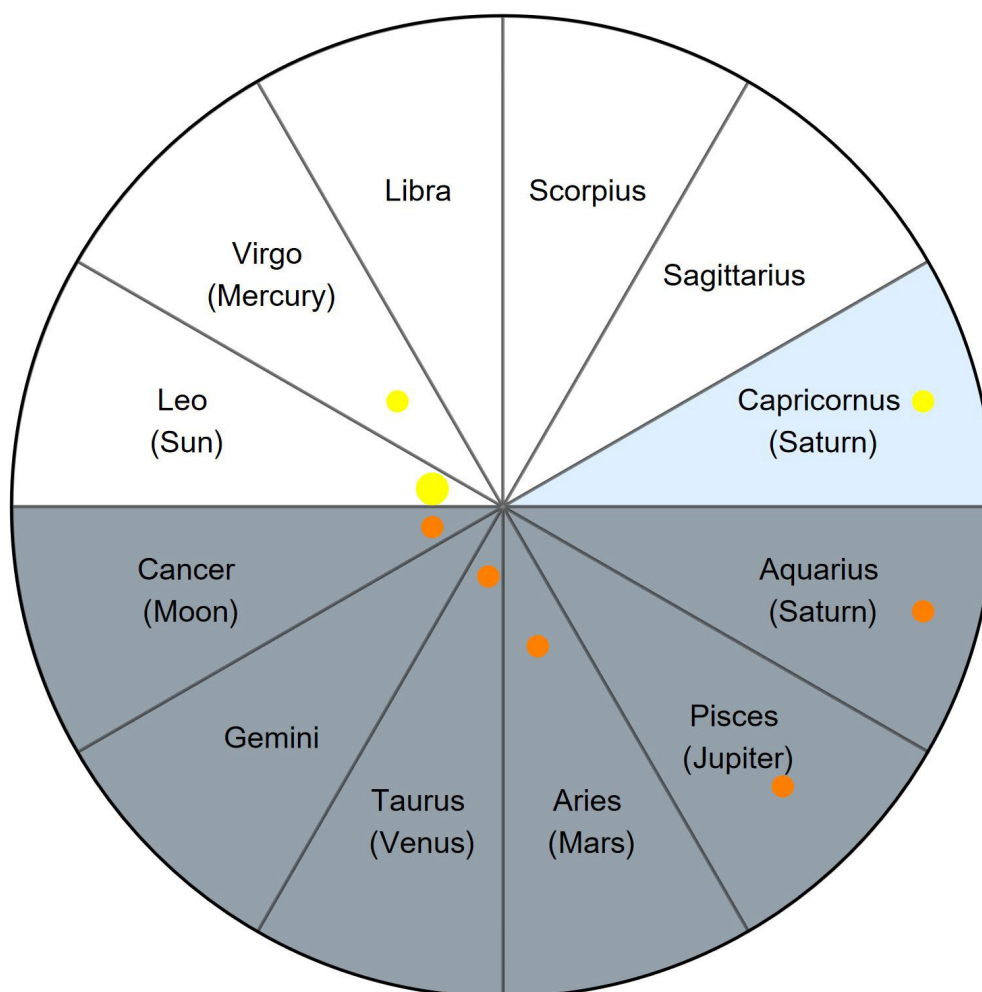 Libra
Scorpius
Virgo
(Mercury)
Sagittarius
Leo
(Sun)
Capricornus
(Saturn)
Cancer
(Moon)
Aquarius
(Saturn)
Gemini
Pisces
(Jupiter)
Taurus
(Venus)
Aries
(Mars)